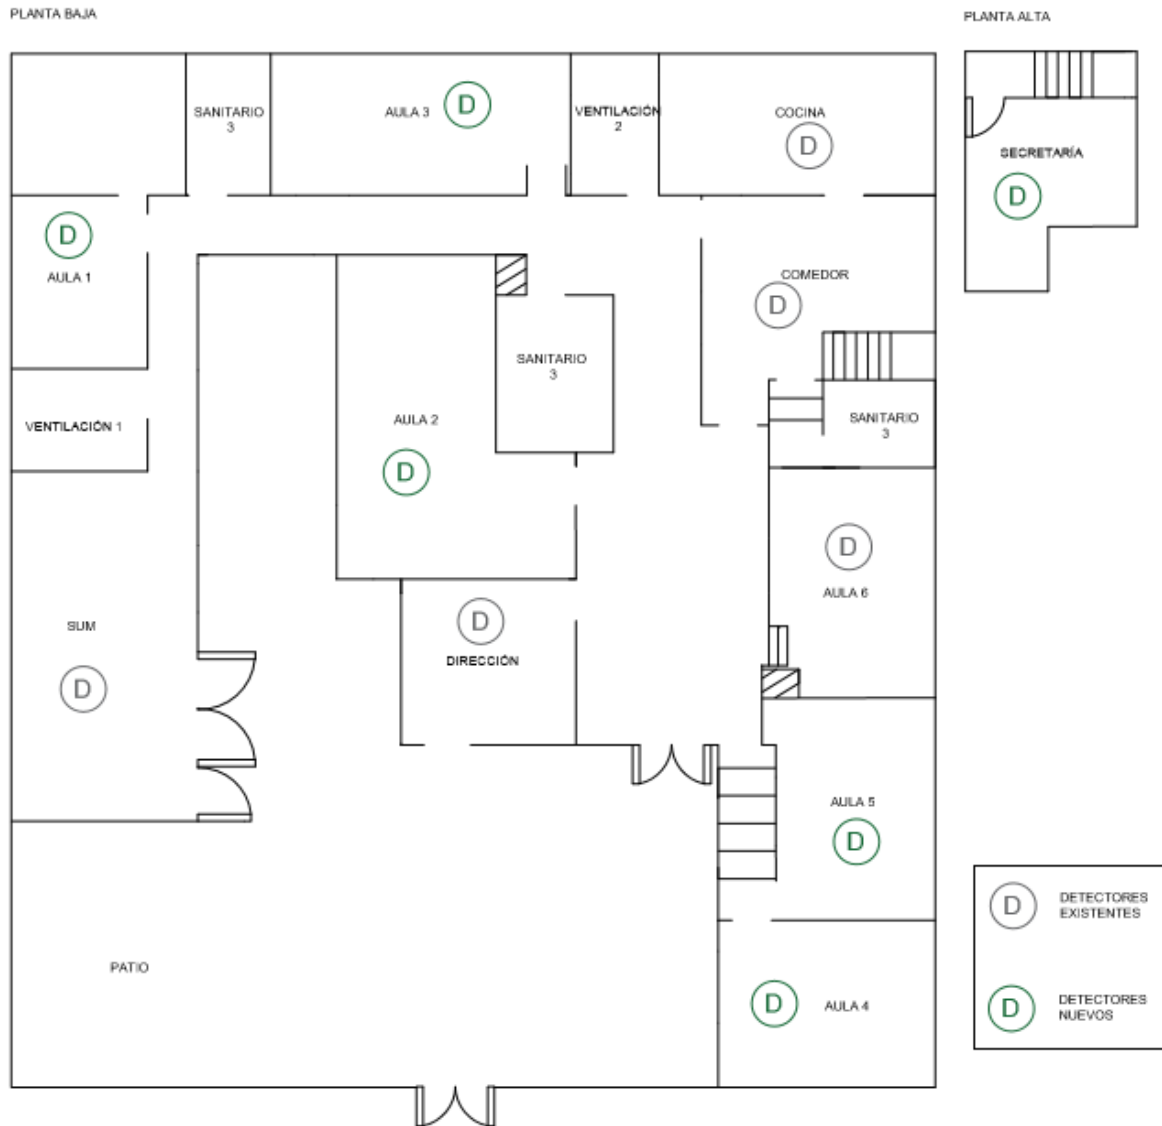 PLANTA BAJA
PLANTA ALTA
SANITARIO
3
AULA 3
D
VENTILACIÓN
2
COCINA
D
SECRETARÍA
D
D
AULA 1
COMEDOR
D
SANITARIO
3
VENTILACIÓN 1
AULA 2
D
SANITARIO
3
D
AULA 6
SUM
D
D
DIRECCIÓN
AULA 5
D
D
DETECTORES
EXISTENTES
PATIO
D
AULA 4
D
DETECTORES
NUEVOS